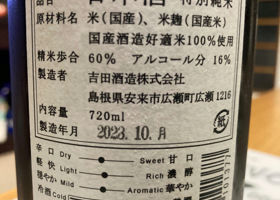 特別純米
原材料名 米(国産)、米麹(国産米)
国産酒造好適米100%使用
精米歩合 60% アルコール分 16%
製造者 吉田酒造株式会社
島根県安来市広瀬町広瀬1216
内容量 720ml
製造年月 2023.10.月
辛口 Dry Sweet 甘口
軽快 Light Rich 濃醇
穏やか Mild Aromatic 華やか
冷酒 Cold